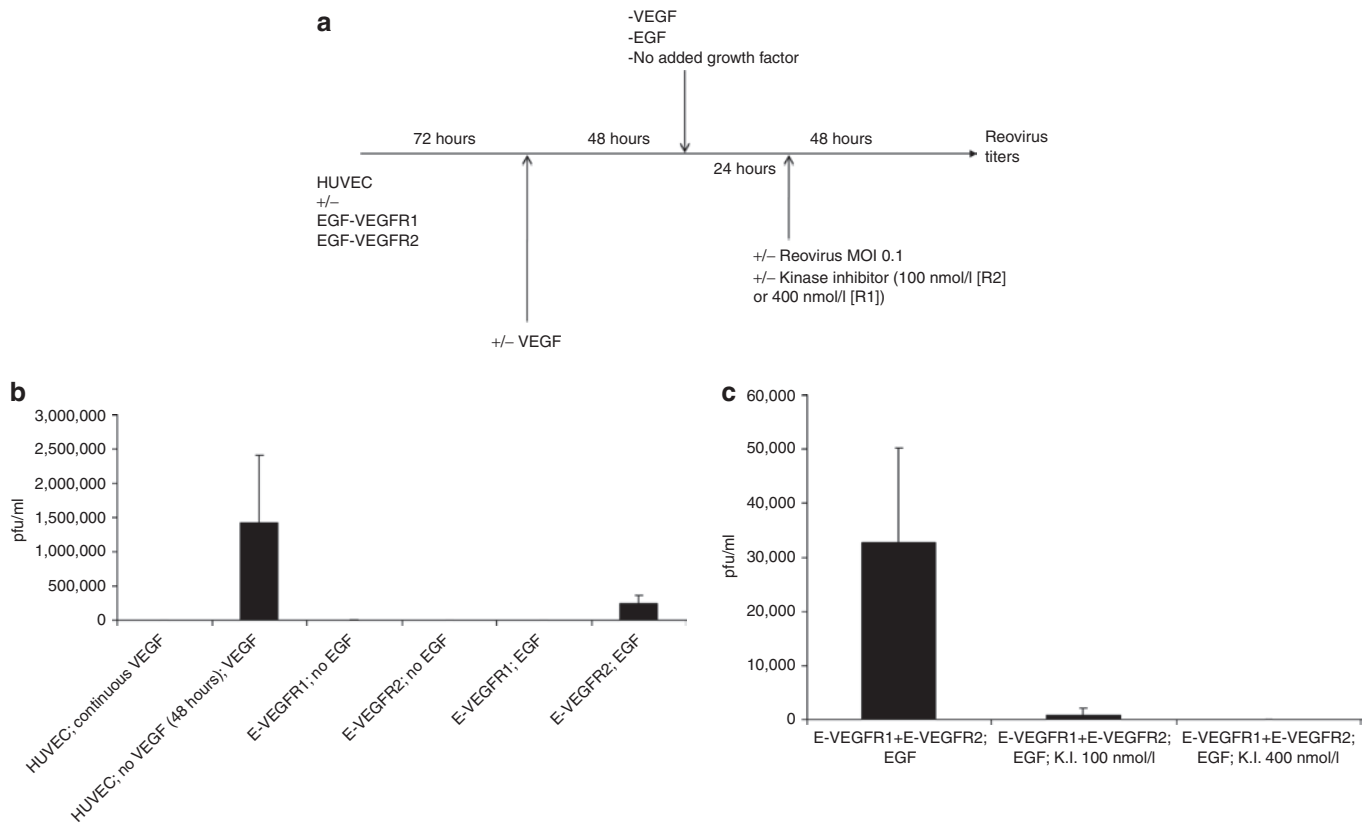 a
-VEGF
-EGF
-No added growth factor
72 hours
48 hours
48 hours
Reovirus
titers
24 hours
HUVEC
+/–
EGF-VEGFR1
EGF-VEGFR2
+/– Reovirus MOI 0.1
+/– Kinase inhibitor (100 nmol/l [R2]
or 400 nmol/l [R1])
+/– VEGF
b
pfu/ml
3,000,000
2,500,000
2,000,000
1,500,000
1,000,000
500,000
0
HUVEC; continuous VEGF
HUVEC; no VEGF (48 hours); VEGF
E-VEGFR1; no EGF
E-VEGFR2; no EGF
E-VEGFR1; EGF
E-VEGFR2; EGF
c
pfu/ml
60,000
50,000
40,000
30,000
20,000
10,000
0
E-VEGFR1+E-VEGFR2;
EGF
E-VEGFR1+E-VEGFR2;
EGF; K.I. 100 nmol/l
E-VEGFR1+E-VEGFR2;
EGF; K.I. 400 nmol/l